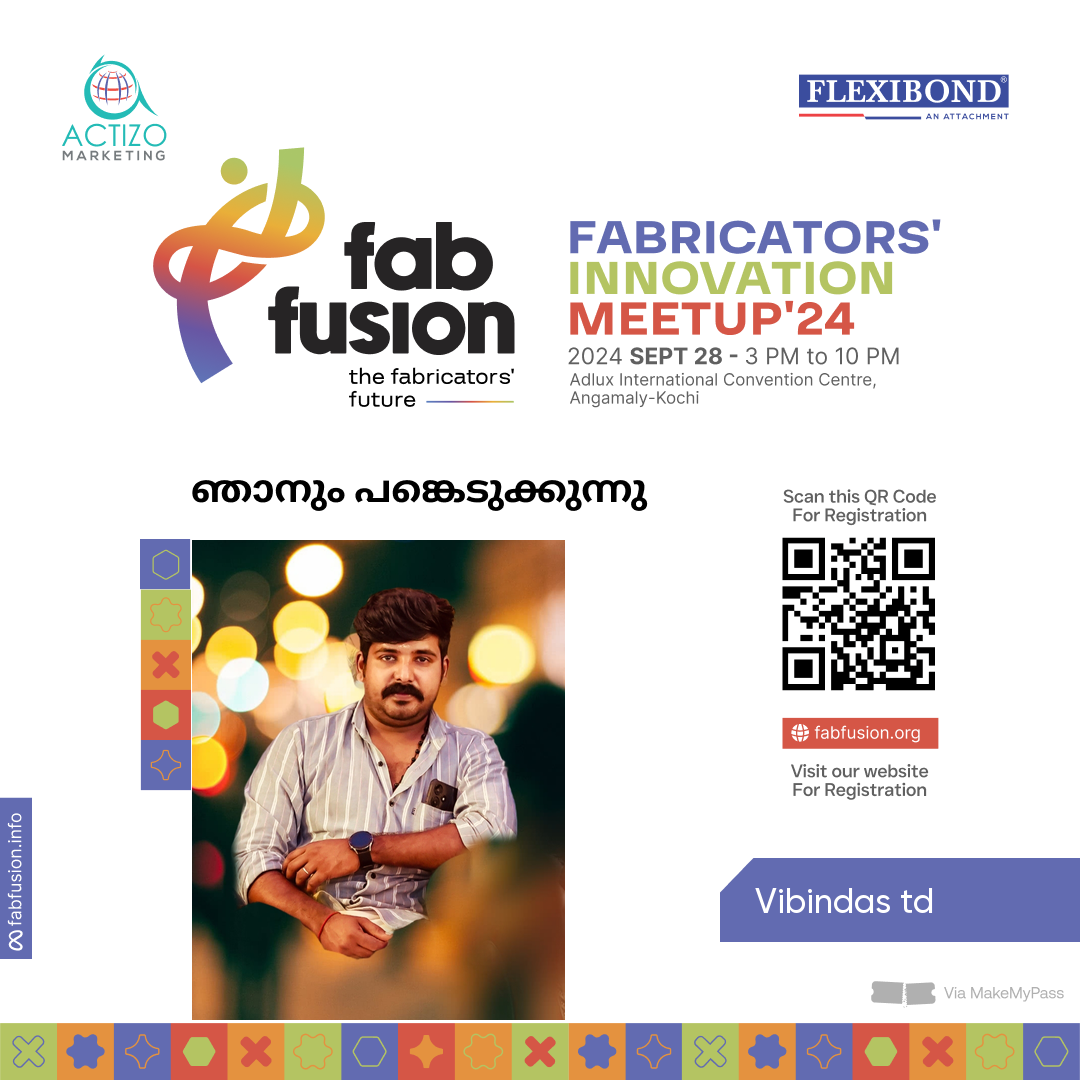 ACTIZO
MARKETING
FLEXIBOND®
AN ATTACHMENT
fab
fusion
the fabricators'
future
FABRICATORS'
INNOVATION
MEETUP'24
2024 SEPT 28 - 3 PM to 10 PM
Adlux International Convention Centre,
Angamaly-Kochi
ഞാനും പങ്കെടുക്കുന്നു
Scan this QR Code
For Registration
fabfusion.org
Visit our website
For Registration
fabfusion.info
Vibindas td
Via MakeMyPass